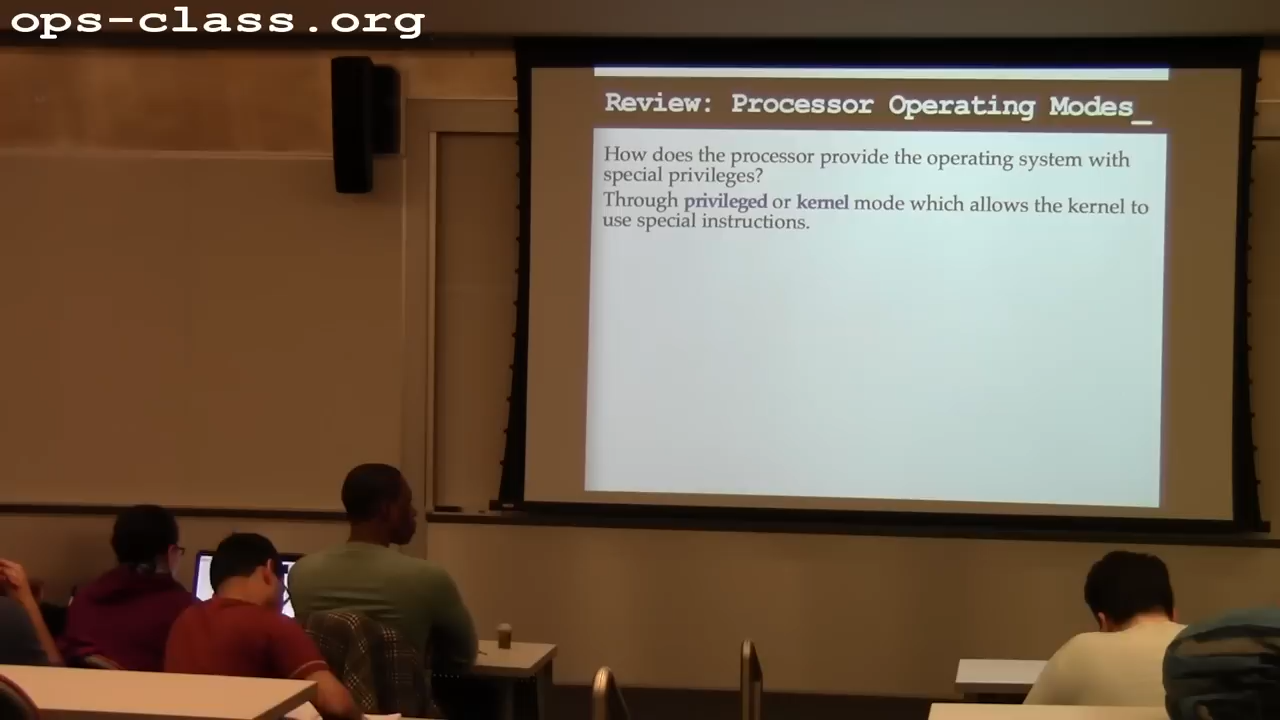 ops-class.org
Review: Processor Operating Modes_
How does the processor provide the operating system with
special privileges?
Through privileged or kernel mode which allows the kernel to
use special instructions.